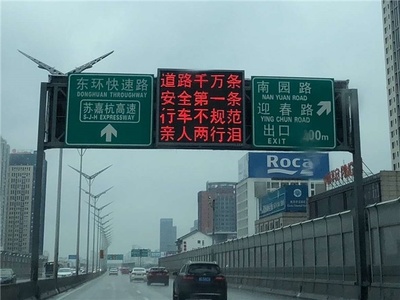 东环快速路
DONGHUAN THROUGHWAY
苏嘉杭高速
S-J-H EXPRESSWAY
道路千万条
安全第一条
行车不规范
亲人两行泪
南园路
NAN YUAN ROAD
迎春路
YING CHUN ROAD
出口
EXIT
00m
Roca